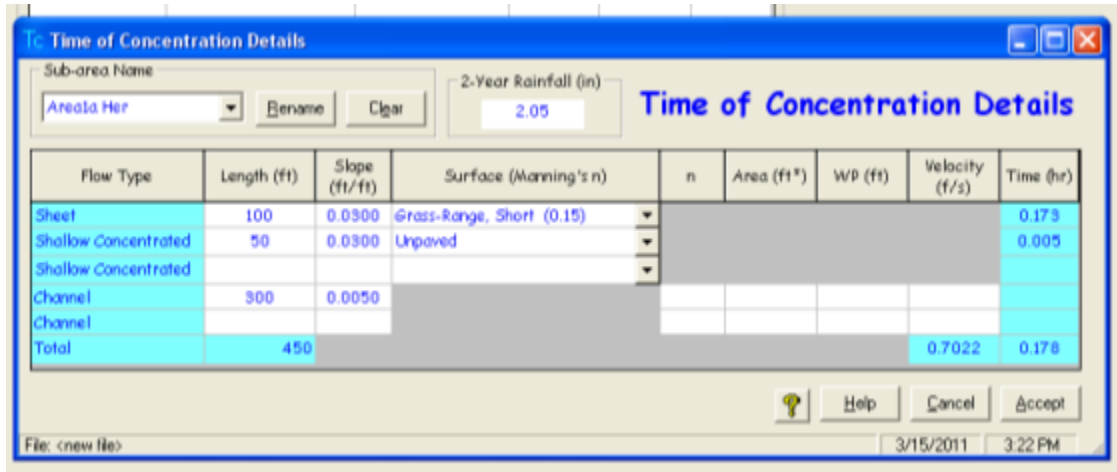 Tc Time of Concentration Details
Sub-area Name
2-Year Rainfall (in)
Area1a Her Rename Clear 2.05 Time of Concentration Details
Flow Type Length (ft) Slope (ft/ft) Surface (Manning's n) n Area (ft²) WP (ft) Velocity (f/s) Time (hr)
Sheet 100 0.0300 Grass-Range, Short (0.15) 0.173
Shallow Concentrated 50 0.0300 Unpaved 0.005
Shallow Concentrated
Channel 300 0.0050
Channel
Total 450 0.7022 0.178
? Help Cancel Accept
File: <new file> 3/15/2011 3:22 PM